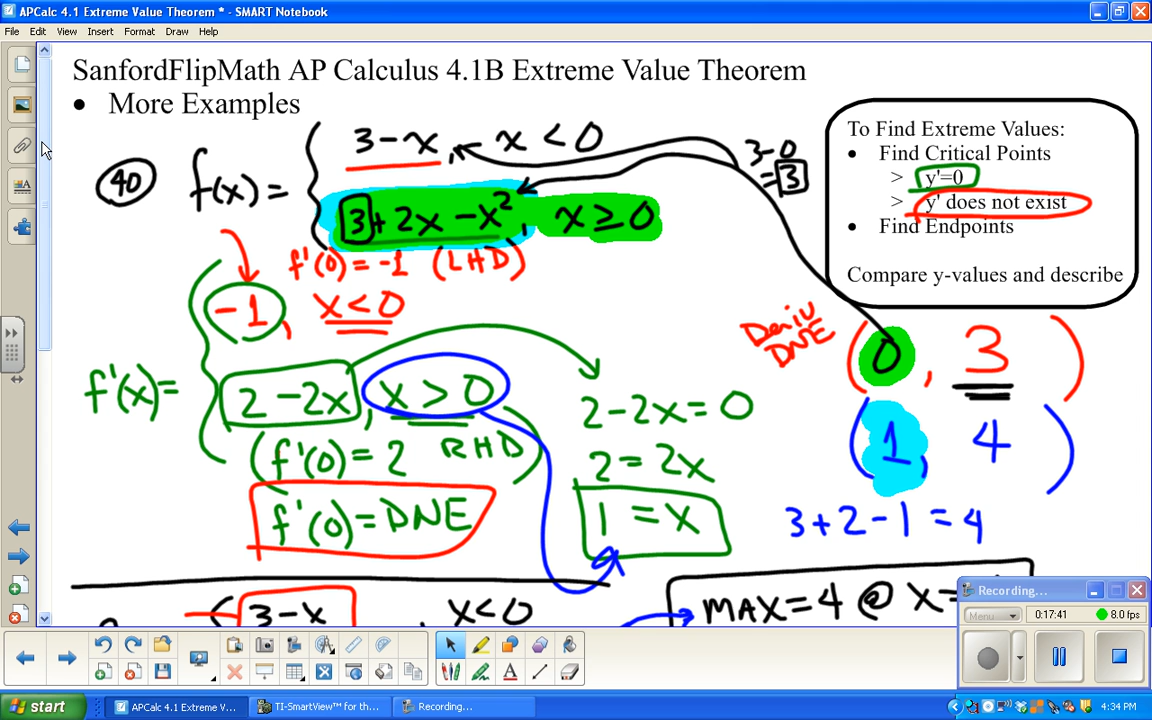 APCalc 4.1 Extreme Value Theorem * - SMART Notebook
File Edit View Insert Format Draw Help
SanfordFlipMath AP Calculus 4.1B Extreme Value Theorem
• More Examples
40 f(x) = { 3-x, x < 0
3+2x-x², x ≥ 0
3-0
= 3
To Find Extreme Values:
• Find Critical Points
> y'=0
> y' does not exist
• Find Endpoints
Compare y-values and describe
f'(0) = -1 (LHD)
f'(x) = { -1, x < 0
2-2x, x > 0
(f'(0) = 2 RHD)
f'(0) = DNE
2-2x = 0
2 = 2x
1 = x
Deriv
DNE
(0, 3)
(1, 4)
3+2-1 = 4
MAX = 4 @ x =
3-x x<0
Recording...
Menu 0:17:41 8.0 fps
start APCalc 4.1 Extreme V... TI-SmartView™ for th... Recording... 4:34 PM